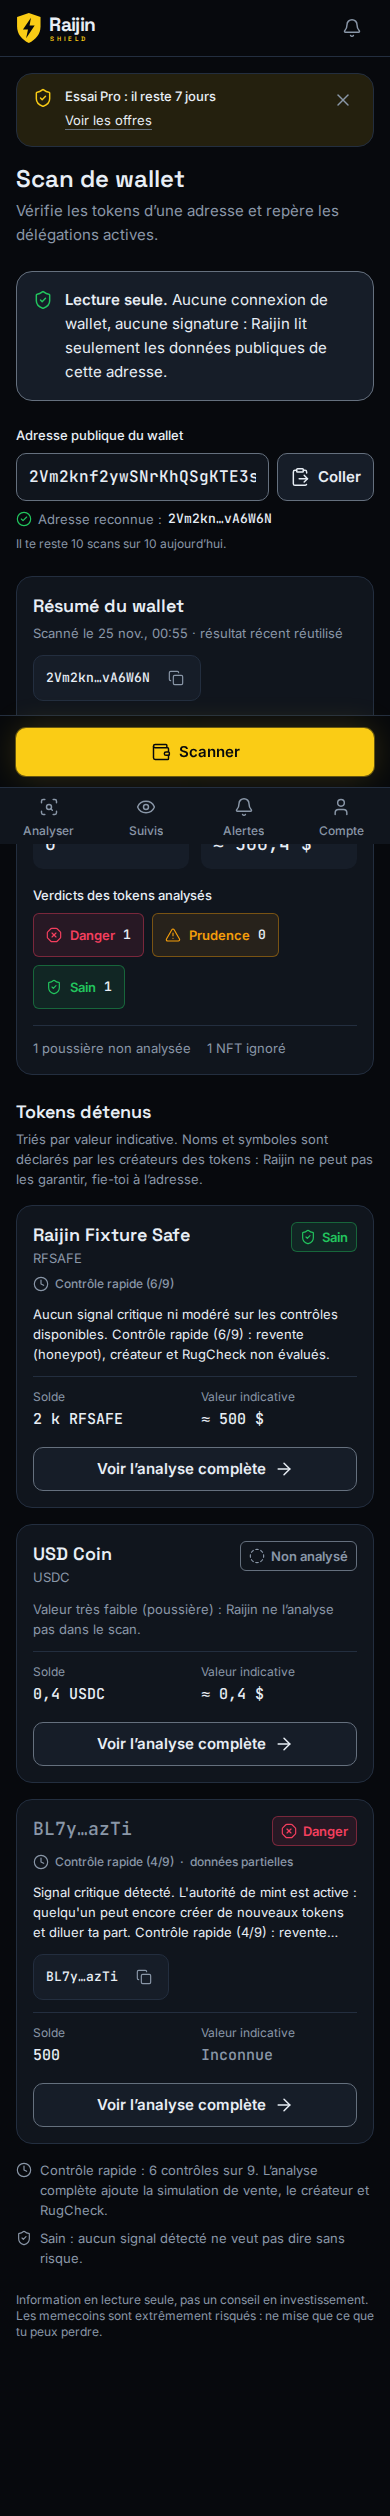 Raijin
SHIELD
Essai Pro : il reste 7 jours
Voir les offres
Scan de wallet
Vérifie les tokens d’une adresse et repère les
délégations actives.
Lecture seule. Aucune connexion de
wallet, aucune signature : Raijin lit
seulement les données publiques de
cette adresse.
Adresse publique du wallet
2Vm2knf2ywSNrKhQSgKTE3s
Coller
Adresse reconnue : 2Vm2kn…vA6W6N
Il te reste 10 scans sur 10 aujourd’hui.
Résumé du wallet
Scanné le 25 nov., 00:55 · résultat récent réutilisé
2Vm2kn…vA6W6N
Scanner
Analyser
Suivis
Alertes
Compte
0
≈ 500,4 $
Verdicts des tokens analysés
Danger 1
Prudence 0
Sain 1
1 poussière non analysée
1 NFT ignoré
Tokens détenus
Triés par valeur indicative. Noms et symboles sont
déclarés par les créateurs des tokens : Raijin ne peut pas
les garantir, fie-toi à l’adresse.
Raijin Fixture Safe
Sain
RFSAFE
Contrôle rapide (6/9)
Aucun signal critique ni modéré sur les contrôles
disponibles. Contrôle rapide (6/9) : revente
(honeypot), créateur et RugCheck non évalués.
Solde
Valeur indicative
2 k RFSAFE
≈ 500 $
Voir l’analyse complète
USD Coin
Non analysé
USDC
Valeur très faible (poussière) : Raijin ne l’analyse
pas dans le scan.
Solde
Valeur indicative
0,4 USDC
≈ 0,4 $
Voir l’analyse complète
BL7y…azTi
Danger
Contrôle rapide (4/9) · données partielles
Signal critique détecté. L'autorité de mint est active :
quelqu'un peut encore créer de nouveaux tokens
et diluer ta part. Contrôle rapide (4/9) : revente…
BL7y…azTi
Solde
Valeur indicative
500
Inconnue
Voir l’analyse complète
Contrôle rapide : 6 contrôles sur 9. L’analyse
complète ajoute la simulation de vente, le créateur et
RugCheck.
Sain : aucun signal détecté ne veut pas dire sans
risque.
Information en lecture seule, pas un conseil en investissement.
Les memecoins sont extrêmement risqués : ne mise que ce que
tu peux perdre.